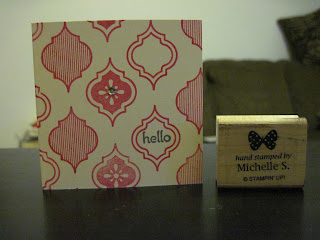 hello
hand stamped by
Michelle S.
© STAMPIN' UP!